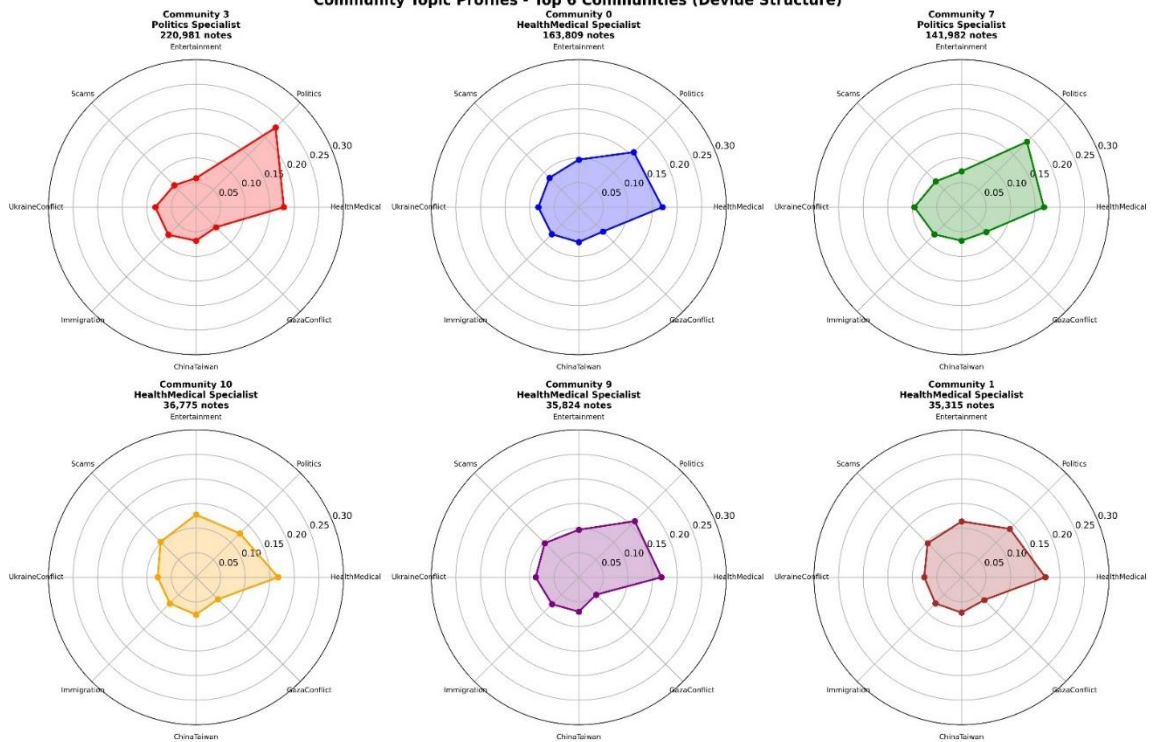 Community Topic Profiles - Top 6 Communities (Devide Structure)
Community 3
Politics Specialist
220,981 notes
Entertainment
Scams
Politics
UkraineConflict
HealthMedical
Immigration
GazaConflict
ChinaTaiwan
0.05
0.10
0.15
0.20
0.25
0.30
Community 0
HealthMedical Specialist
163,809 notes
Entertainment
Scams
Politics
UkraineConflict
HealthMedical
Immigration
GazaConflict
ChinaTaiwan
0.05
0.10
0.15
0.20
0.25
0.30
Community 7
Politics Specialist
141,982 notes
Entertainment
Scams
Politics
UkraineConflict
HealthMedical
Immigration
GazaConflict
ChinaTaiwan
0.05
0.10
0.15
0.20
0.25
0.30
Community 10
HealthMedical Specialist
36,775 notes
Entertainment
Scams
Politics
UkraineConflict
HealthMedical
Immigration
GazaConflict
ChinaTaiwan
0.05
0.10
0.15
0.20
0.25
0.30
Community 9
HealthMedical Specialist
35,824 notes
Entertainment
Scams
Politics
UkraineConflict
HealthMedical
Immigration
GazaConflict
ChinaTaiwan
0.05
0.10
0.15
0.20
0.25
0.30
Community 1
HealthMedical Specialist
35,315 notes
Entertainment
Scams
Politics
UkraineConflict
HealthMedical
Immigration
GazaConflict
ChinaTaiwan
0.05
0.10
0.15
0.20
0.25
0.30